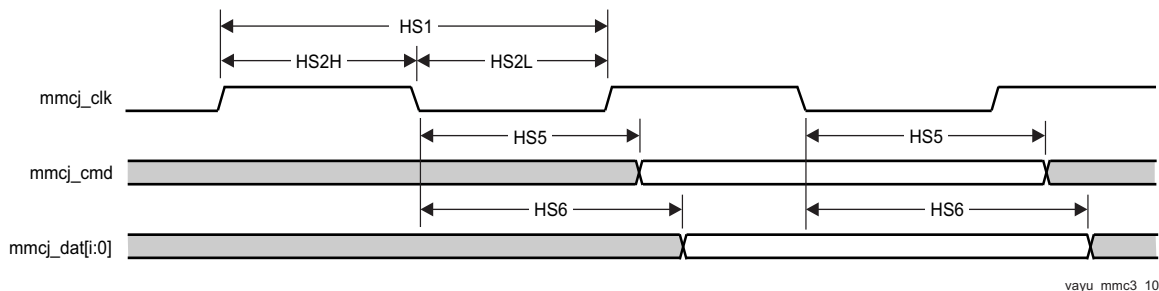 HS1
HS2H HS2L
mmcj_clk
HS5 HS5
mmcj_cmd
HS6 HS6
mmcj_dat[i:0]
vayu_mmc3_10